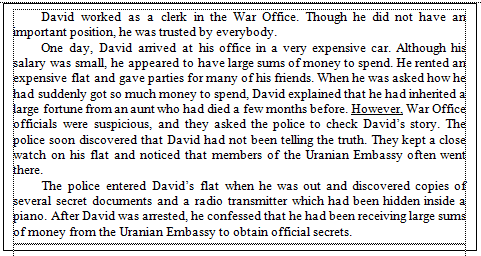 David worked as a clerk in the War Office. Though he did not have an
important position, he was trusted by everybody.
One day, David arrived at his office in a very expensive car. Although his
salary was small, he appeared to have large sums of money to spend. He rented an
expensive flat and gave parties for many of his friends. When he was asked how he
had suddenly got so much money to spend, David explained that he had inherited a
large fortune from an aunt who had died a few months before. However, War Office
officials were suspicious, and they asked the police to check David's story. The
police soon discovered that David had not been telling the truth. They kept a close
watch on his flat and noticed that members of the Uranian Embassy often went
there.
The police entered David's flat when he was out and discovered copies of
several secret documents and a radio transmitter which had been hidden inside a
piano. After David was arrested, he confessed that he had been receiving large sums
of money from the Uranian Embassy to obtain official secrets.